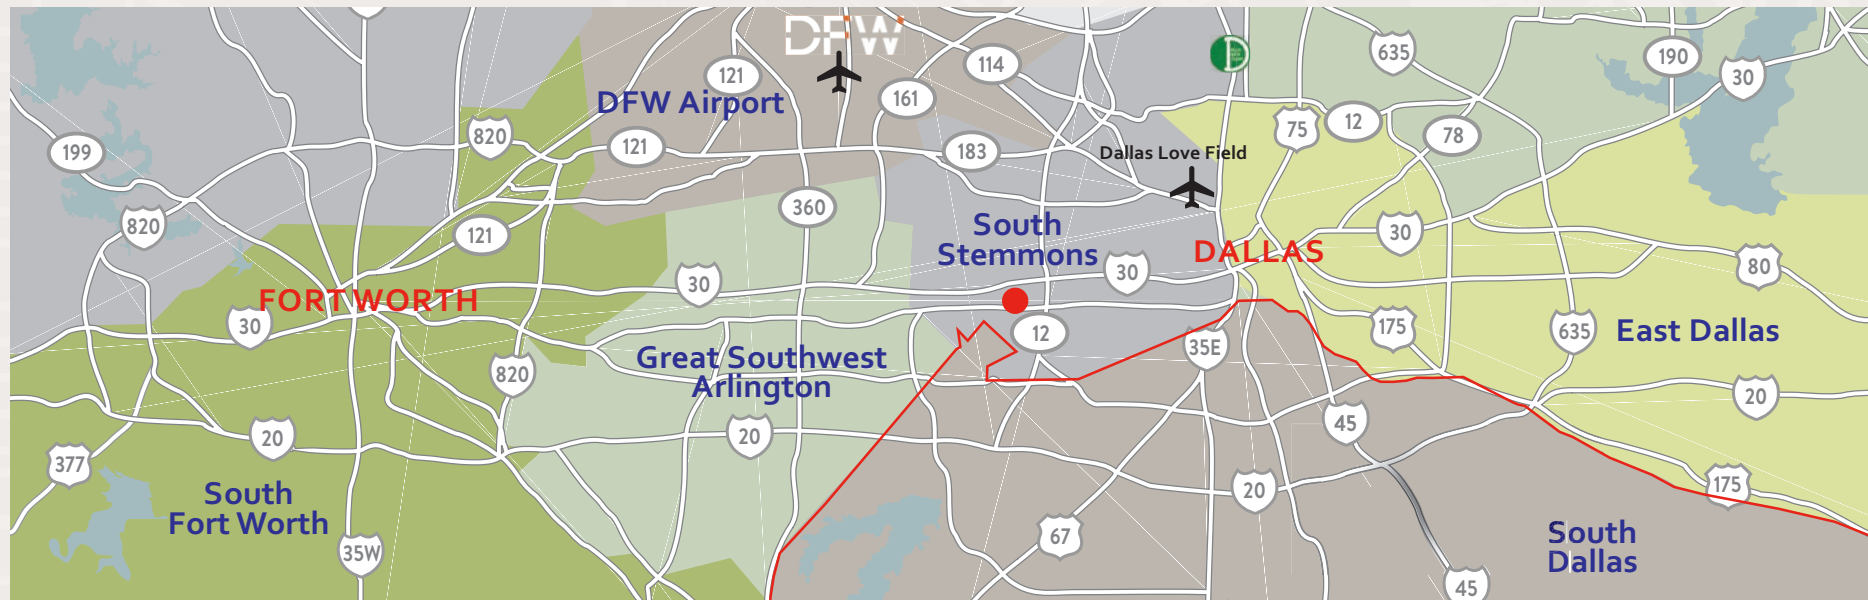 DFW
635
190
30
121
114
161
DFW Airport
75
12
78
820
121
183
199
Dallas Love Field
820
360
121
South
Stemmons
DALLAS
30
80
30
30
FORT WORTH
30
12
175
635
East Dallas
35E
Great Southwest
Arlington
820
20
45
20
20
377
20
175
South
Fort Worth
35W
67
South
Dallas
45